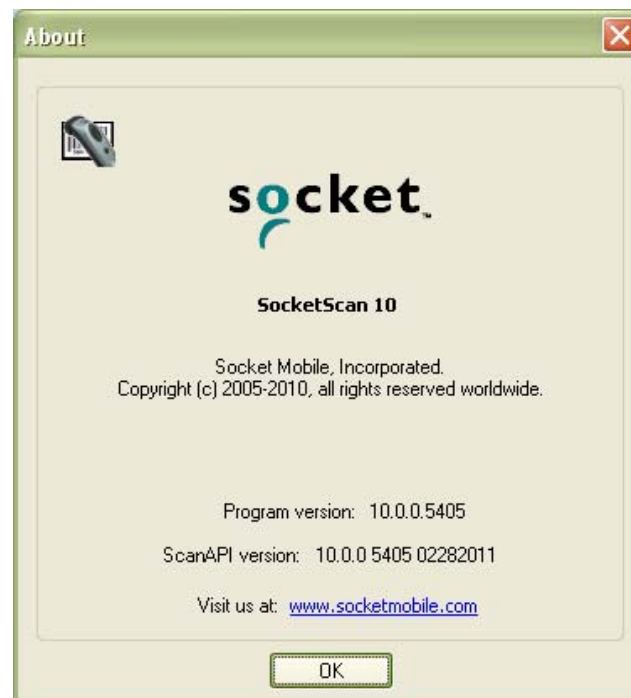 About
socket™
SocketScan 10
Socket Mobile, Incorporated.
Copyright (c) 2005-2010, all rights reserved worldwide.
Program version: 10.0.0.5405
ScanAPI version: 10.0.0 5405 02282011
Visit us at: www.socketmobile.com
OK